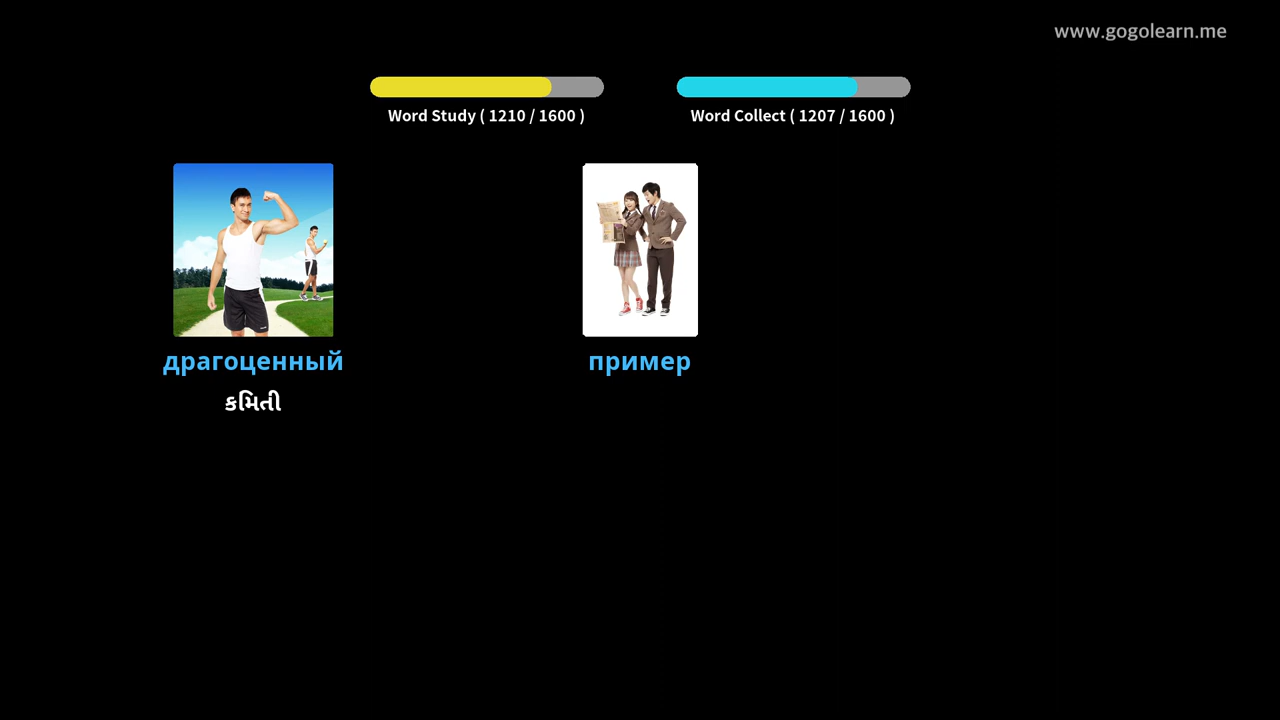 www.gogolearn.me
Word Study ( 1210 / 1600 )
Word Collect ( 1207 / 1600 )
драгоценный
пример
કમિતી